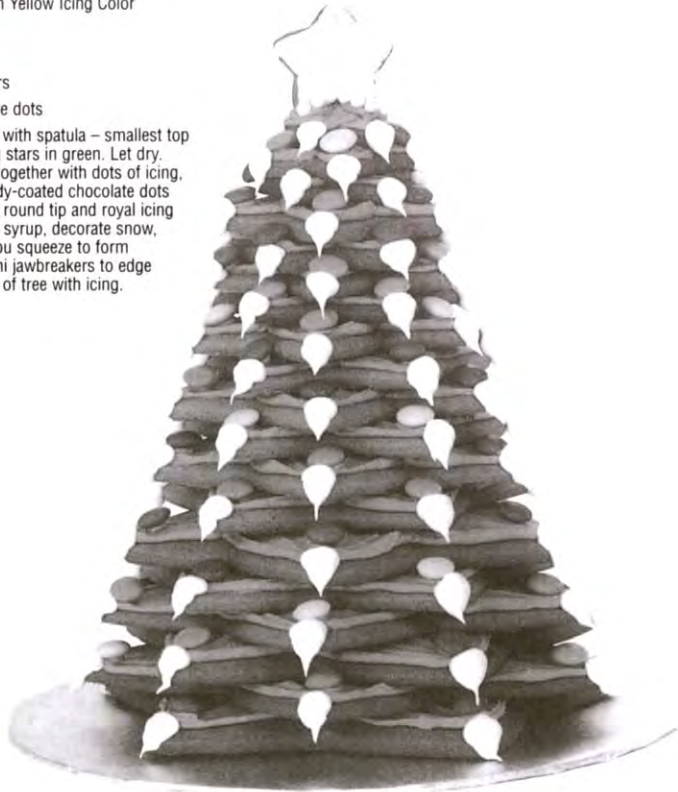 Yellow Icing Color
rs
e dots
with spatula – smallest top
stars in green. Let dry.
ogether with dots of icing,
dy-coated chocolate dots
round tip and royal icing
syrup, decorate snow,
ou squeeze to form
ni jawbreakers to edge
of tree with icing.